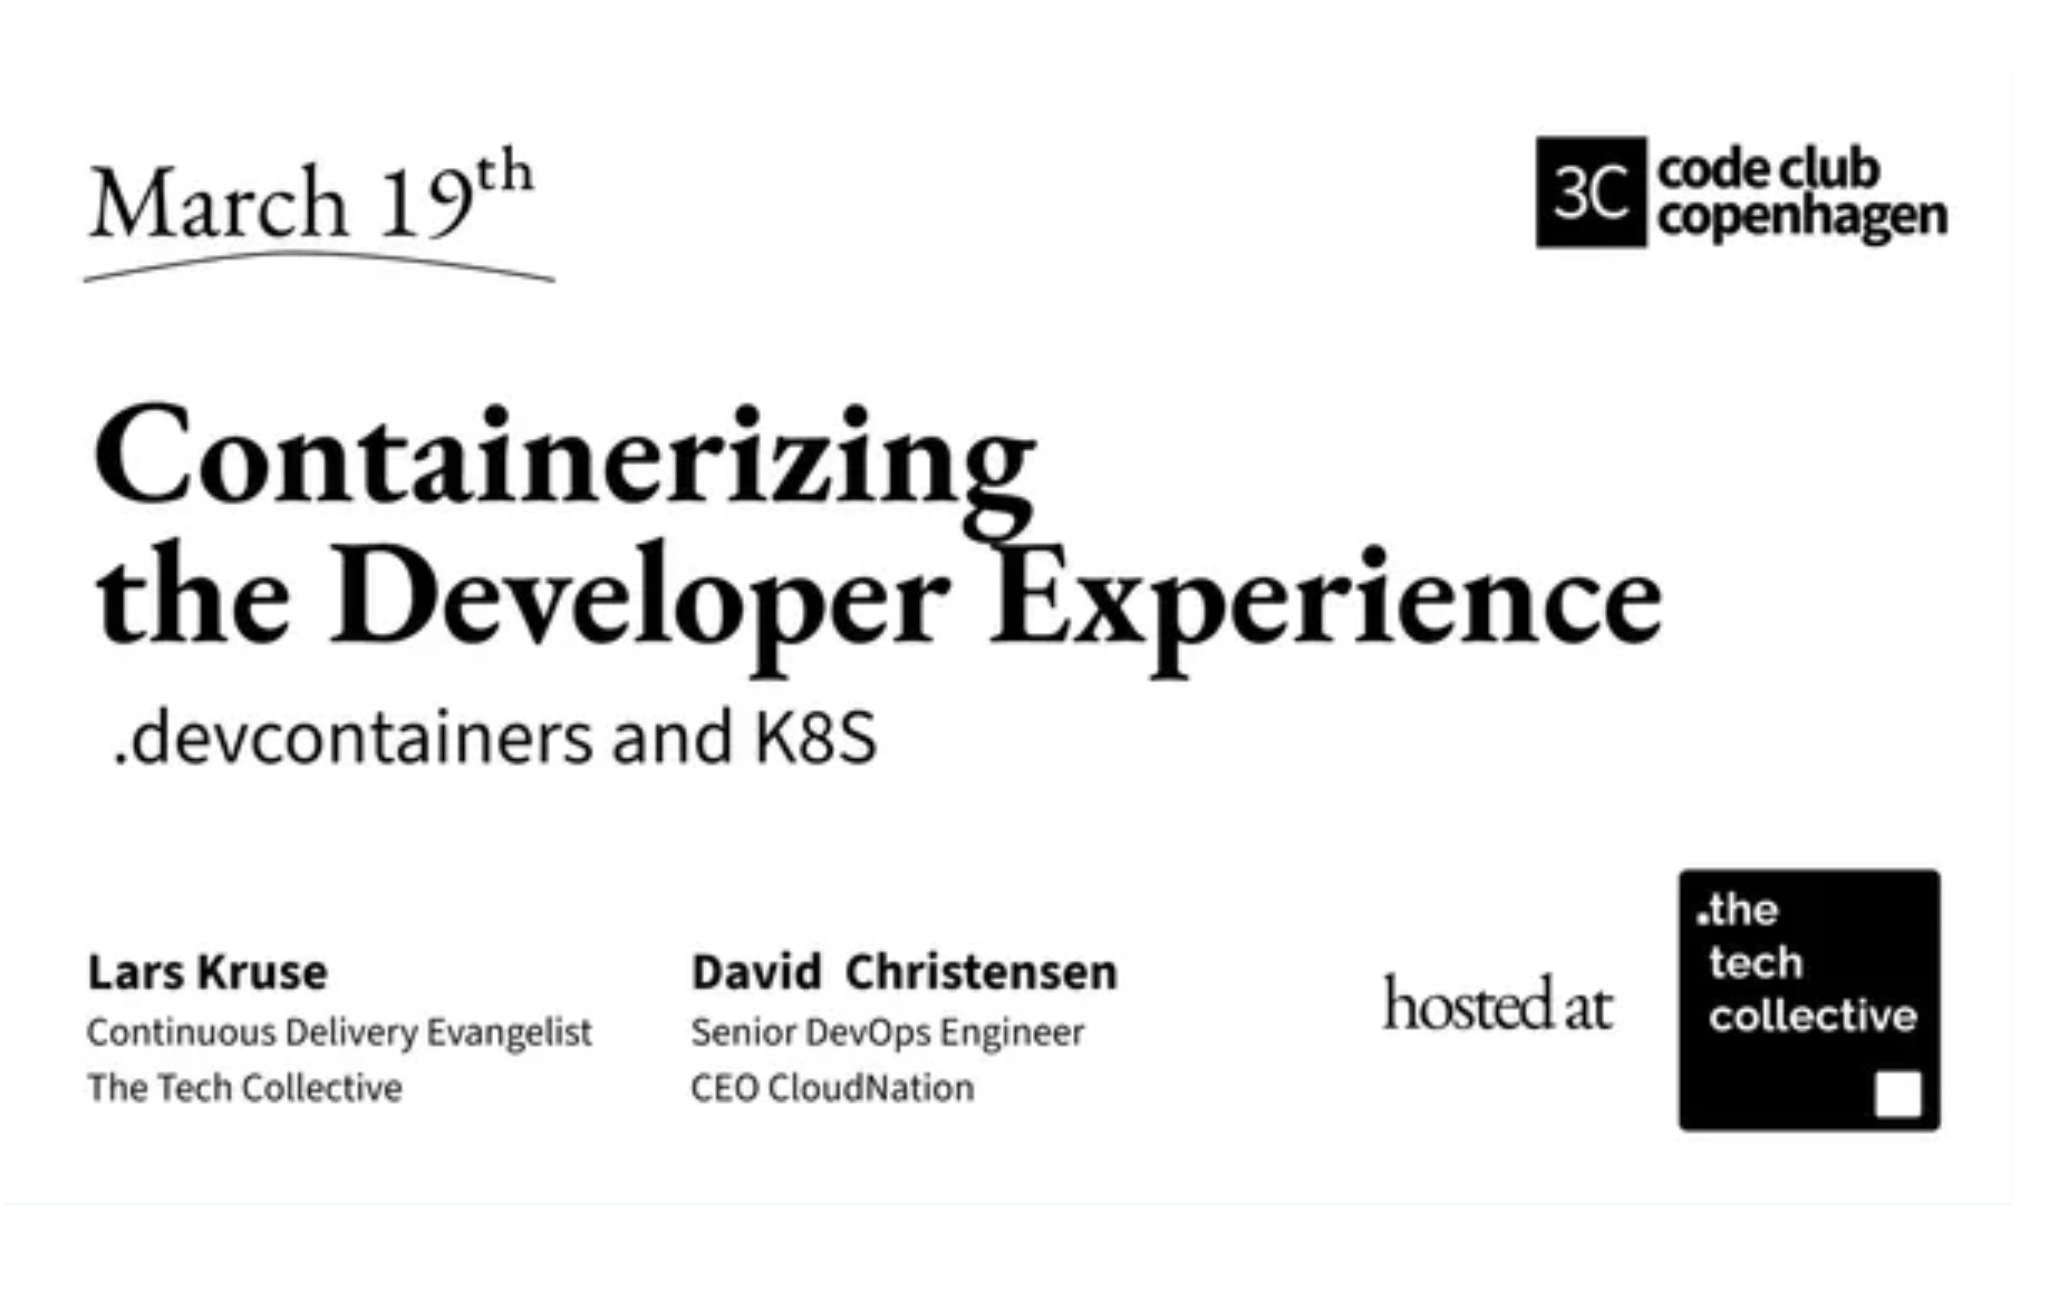 March 19th
3C code club
copenhagen
Containerizing
the Developer Experience
.devcontainers and K8S
Lars Kruse
Continuous Delivery Evangelist
The Tech Collective
David Christensen
Senior DevOps Engineer
CEO CloudNation
hosted at
.the
tech
collective